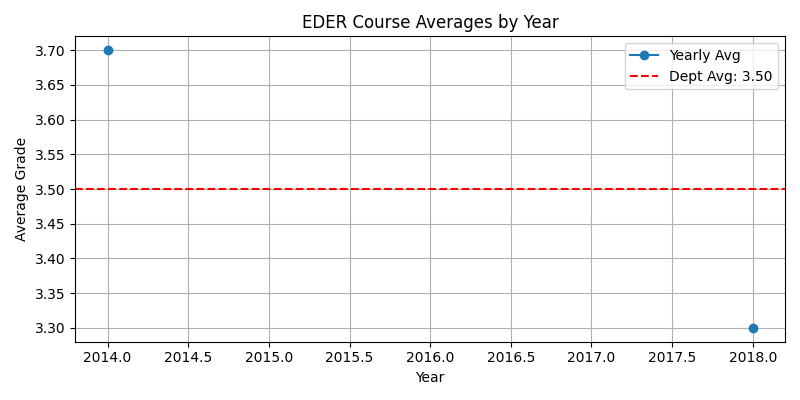 EDER Course Averages by Year
Yearly Avg
Dept Avg: 3.50
Average Grade
3.70
3.65
3.60
3.55
3.50
3.45
3.40
3.35
3.30
2014.0 2014.5 2015.0 2015.5 2016.0 2016.5 2017.0 2017.5 2018.0
Year